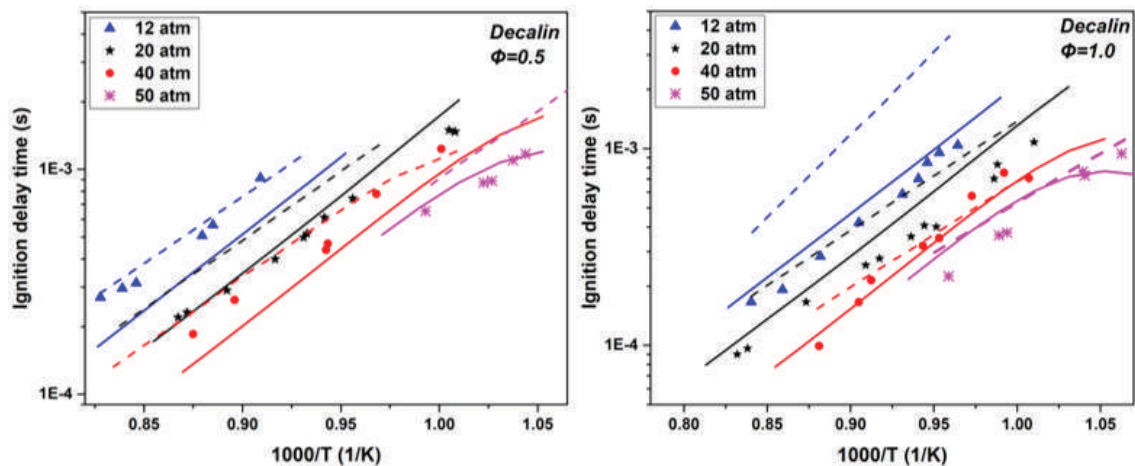 12 atm
20 atm
40 atm
50 atm
Decalin
Φ=0.5
Ignition delay time (s)
1E-2
1E-3
1E-4
0.85 0.90 0.95 1.00 1.05
1000/T (1/K)
12 atm
20 atm
40 atm
50 atm
Decalin
Φ=1.0
Ignition delay time (s)
1E-3
1E-4
0.80 0.85 0.90 0.95 1.00 1.05
1000/T (1/K)